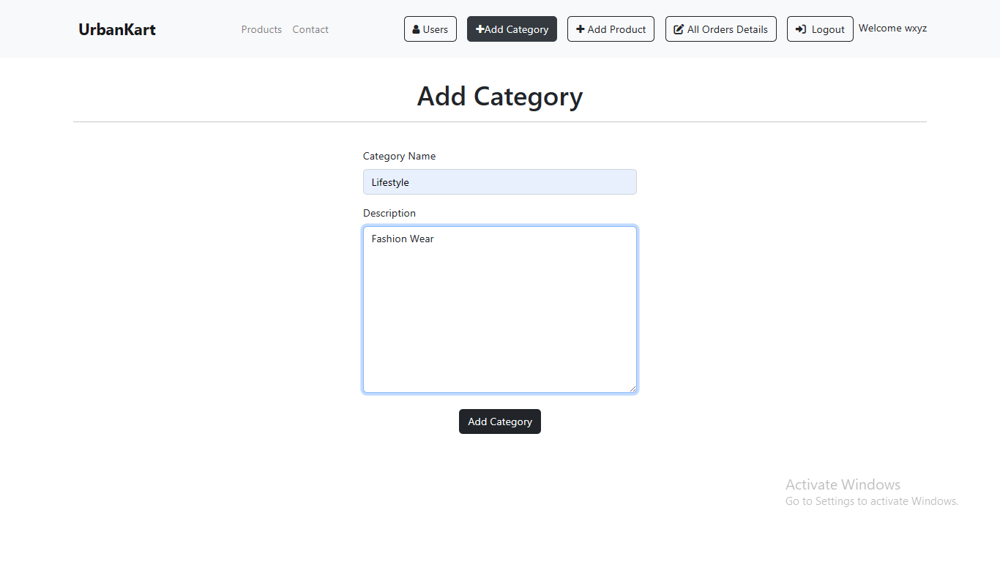 UrbanKart Products Contact Users Add Category Add Product All Orders Details Logout Welcome wxyz
Add Category
Category Name
Lifestyle
Description
Fashion Wear
Add Category
Activate Windows
Go to Settings to activate Windows.